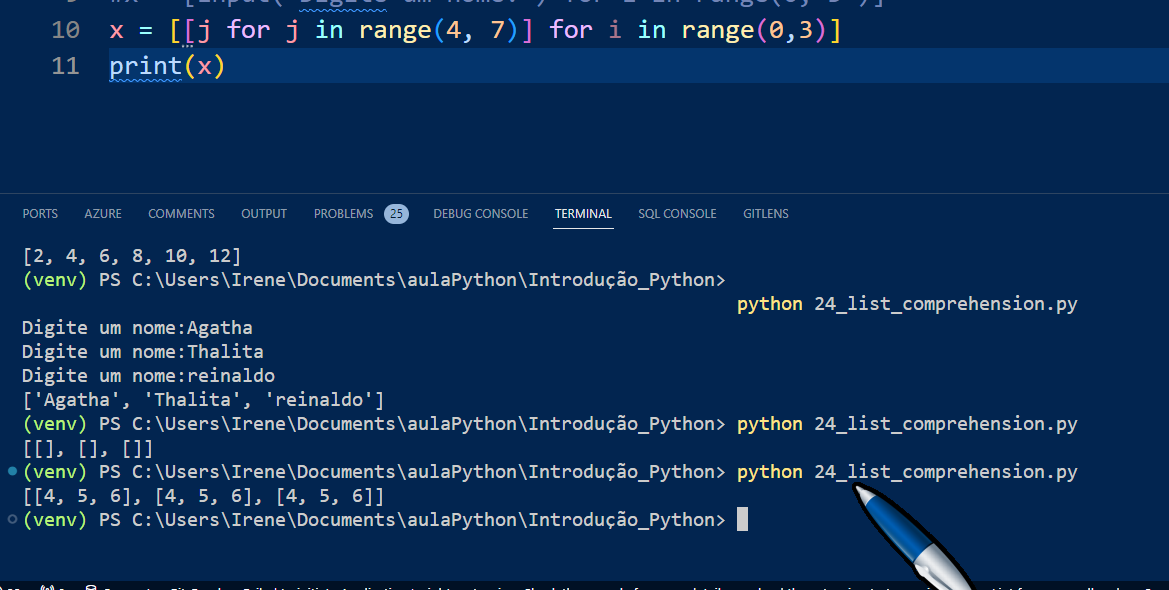 10 x = [[j for j in range(4, 7)] for i in range(0,3)]
11 print(x)
PORTS AZURE COMMENTS OUTPUT PROBLEMS 25 DEBUG CONSOLE TERMINAL SQL CONSOLE GITLENS
[2, 4, 6, 8, 10, 12]
(venv) PS C:\Users\Irene\Documents\aulaPython\Introdução_Python>
python 24_list_comprehension.py
Digite um nome:Agatha
Digite um nome:Thalita
Digite um nome:reinaldo
['Agatha', 'Thalita', 'reinaldo']
(venv) PS C:\Users\Irene\Documents\aulaPython\Introdução_Python> python 24_list_comprehension.py
[[], [], []]
(venv) PS C:\Users\Irene\Documents\aulaPython\Introdução_Python> python 24_list_comprehension.py
[[4, 5, 6], [4, 5, 6], [4, 5, 6]]
(venv) PS C:\Users\Irene\Documents\aulaPython\Introdução_Python>